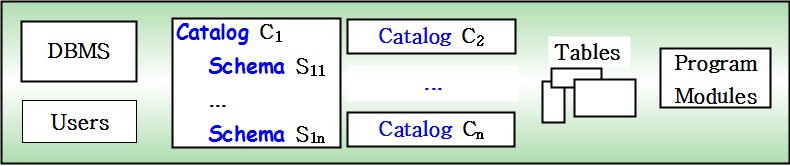 DBMS
Users
Catalog C1
Schema S11
...
Schema S1n
Catalog C2
...
Catalog Cn
Tables
Program
Modules